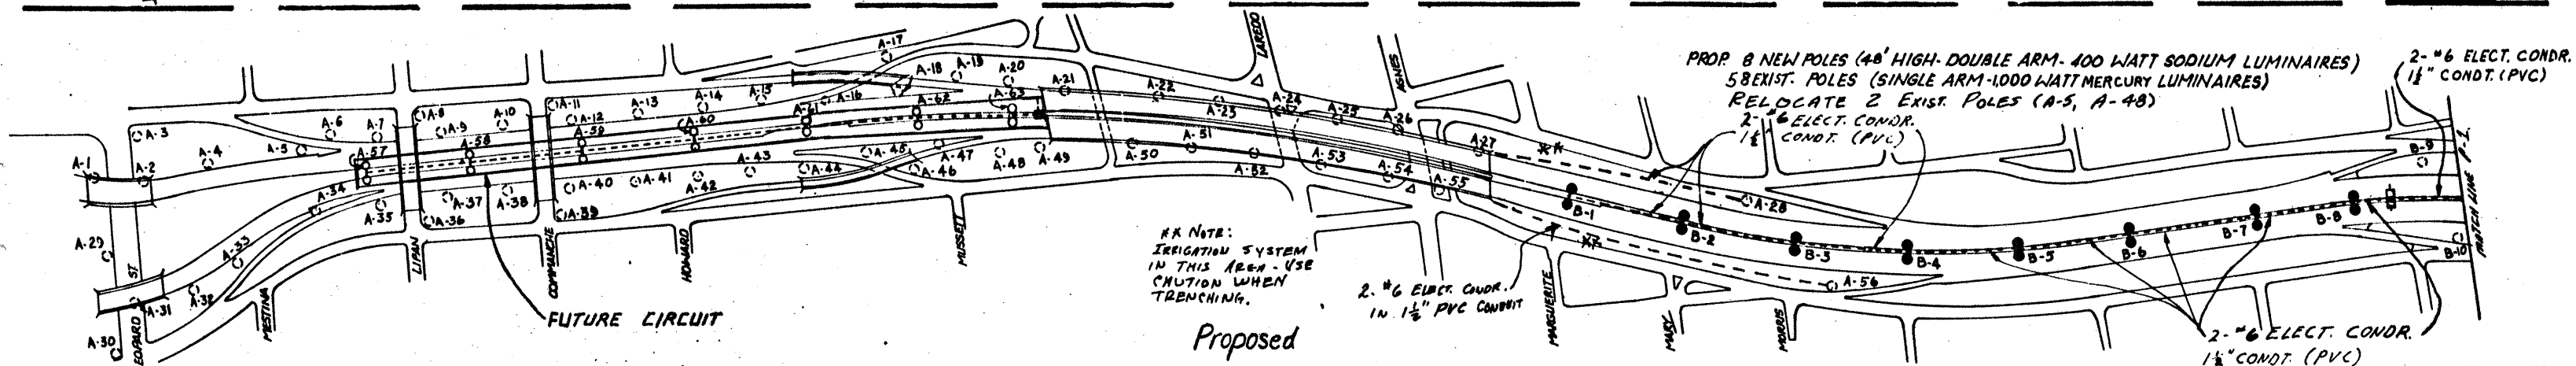 PROP. 8 NEW POLES (48' HIGH - DOUBLE ARM - 400 WATT SODIUM LUMINAIRES)
58 EXIST. POLES (SINGLE ARM - 1,000 WATT MERCURY LUMINAIRES)
RELOCATE 2 EXIST. POLES (A-5, A-48)
2-#6 ELECT. CONDR.
1½" CONDT. (PVC)
2-#6 ELECT. CONDR.
1½" CONDT. (PVC)
LAREDO
AGNES
A-17
A-18
A-19
A-20
A-21
A-22
A-23
A-24
A-25
A-26
A-27
**
A-28
A-3
A-6
A-7
A-8
A-9
A-10
A-11
A-12
A-13
A-14
A-15
A-16
A-1
A-2
A-4
A-5
A-57
A-58
A-59
A-60
A-61
A-62
A-63
A-34
A-35
A-36
A-37
A-38
A-39
A-40
A-41
A-42
A-43
A-44
A-45
A-46
A-47
A-48
A-49
A-50
A-51
A-52
A-53
A-54
A-55
A-56
B-1
B-2
B-3
B-4
B-5
B-6
B-7
B-8
B-9
B-10
MATCH LINE P-1
A-29
A-33
A-32
A-31
A-30
EOPARD ST
MESTINA
LIPAN
COMANCHE
HOWARD
MUSSETT
MARGUERITE
MARY
MORRIS
FUTURE CIRCUIT
** NOTE:
IRRIGATION SYSTEM
IN THIS AREA - USE
CAUTION WHEN
TRENCHING.
**
2-#6 ELECT. CONDR.
IN 1½" PVC CONDUIT
Proposed
2-#6 ELECT. CONDR.
1½" CONDT. (PVC)